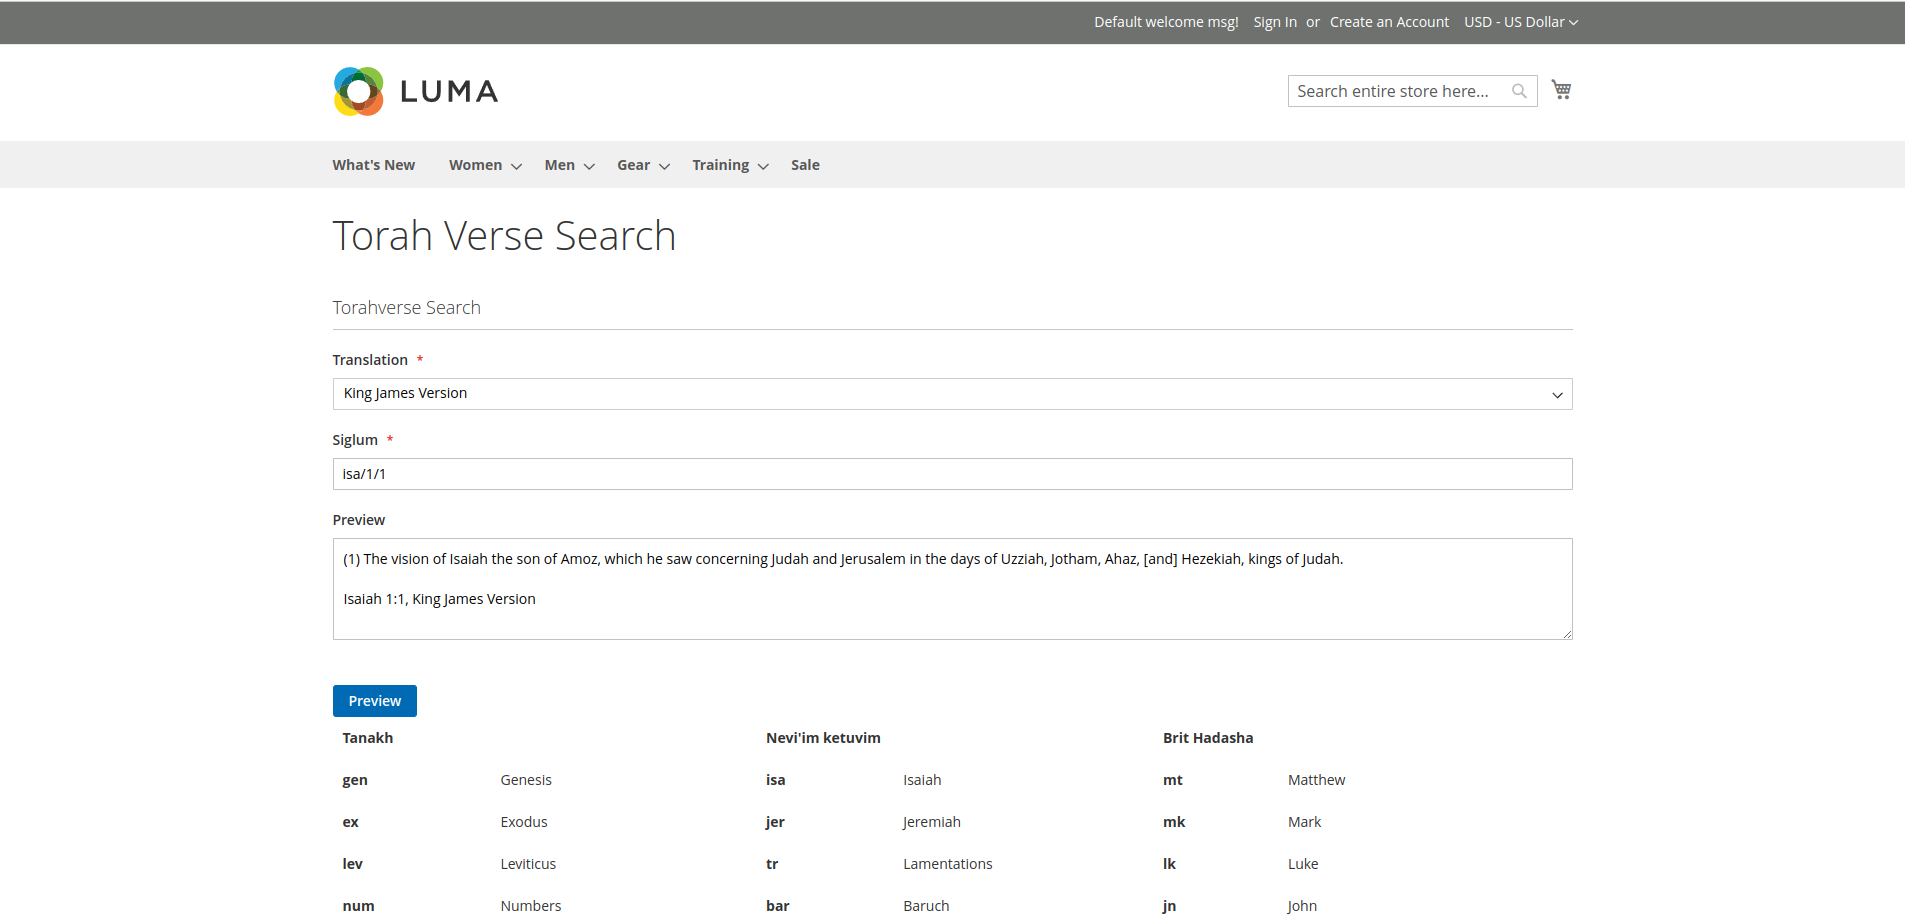 Default welcome msg! Sign In or Create an Account USD - US Dollar
LUMA
Search entire store here...
What's New Women Men Gear Training Sale
Torah Verse Search
Torahverse Search
Translation *
King James Version
Siglum *
isa/1/1
Preview
(1) The vision of Isaiah the son of Amoz, which he saw concerning Judah and Jerusalem in the days of Uzziah, Jotham, Ahaz, [and] Hezekiah, kings of Judah.
Isaiah 1:1, King James Version
Preview
Tanakh Nevi'im ketuvim Brit Hadasha
gen Genesis isa Isaiah mt Matthew
ex Exodus jer Jeremiah mk Mark
lev Leviticus tr Lamentations lk Luke
num Numbers bar Baruch jn John